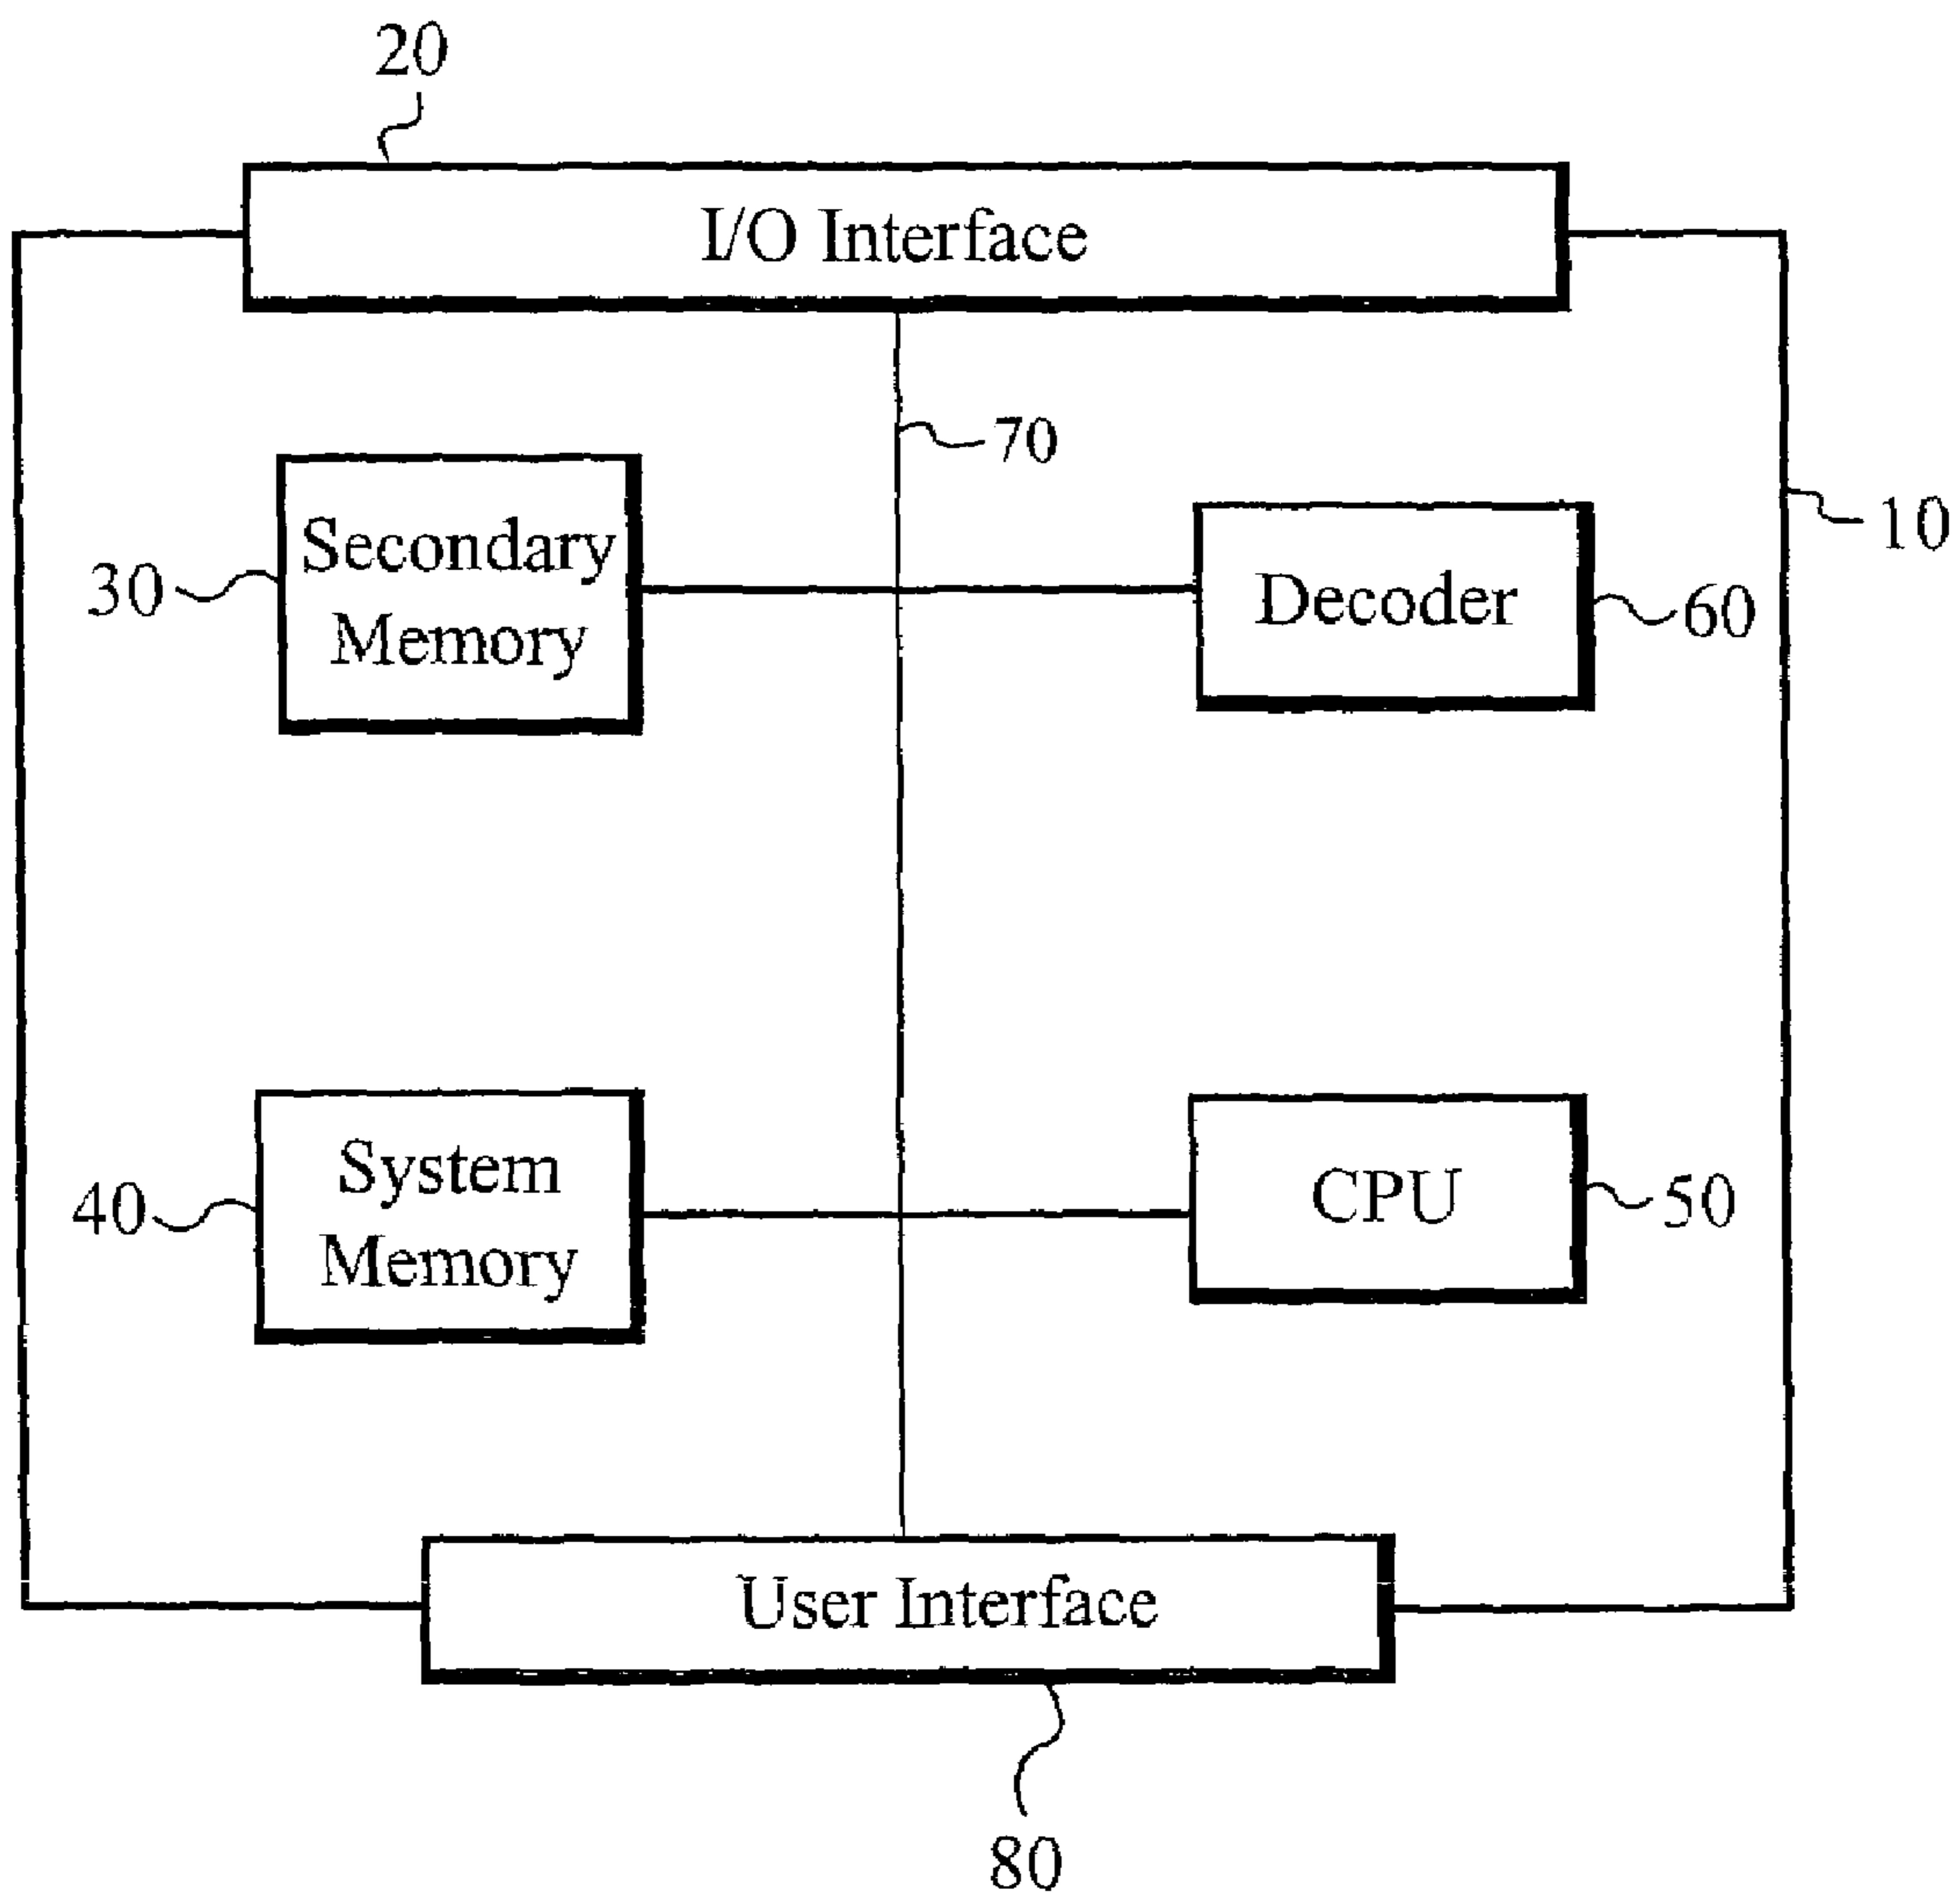 20
I/O Interface
70
10
Secondary
Memory
30
Decoder
60
System
Memory
40
CPU
50
User Interface
80